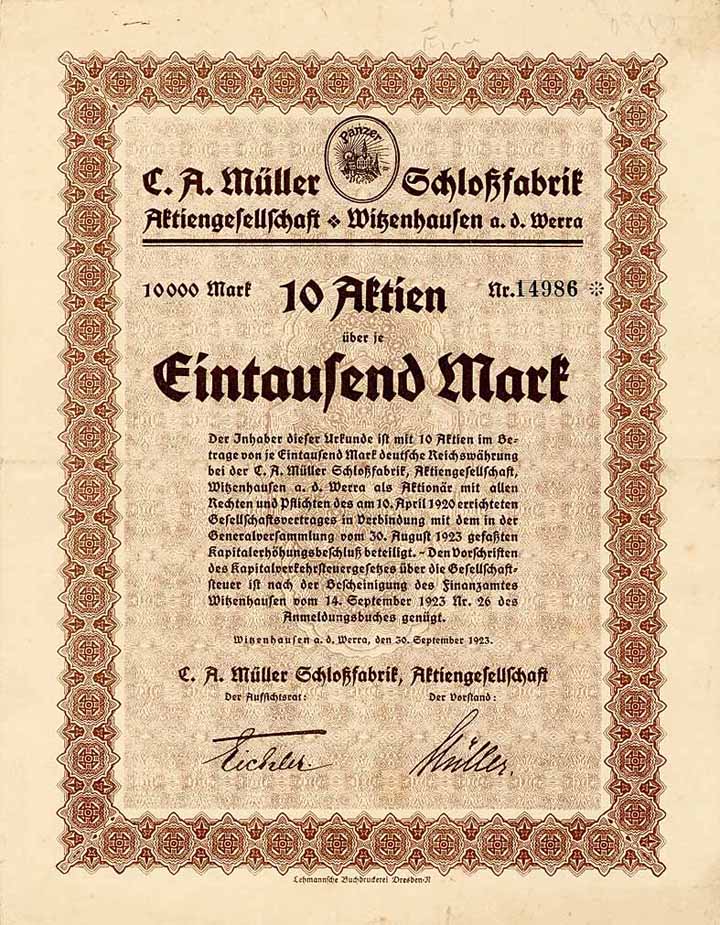 Panzer
C. A. Müller Schloßfabrik
Aktiengesellschaft ❖ Witzenhausen a. d. Werra
10000 Mark 10 Aktien Nr. 14986
über je
Eintausend Mark
Der Inhaber dieser Urkunde ist mit 10 Aktien im Be-
trage von je Eintausend Mark deutsche Reichswährung
bei der C. A. Müller Schloßfabrik, Aktiengesellschaft,
Witzenhausen a. d. Werra als Aktionär mit allen
Rechten und Pflichten des am 10. April 1920 errichteten
Gesellschaftsvertrages in Verbindung mit dem in der
Generalversammlung vom 30. August 1923 gefaßten
Kapitalerhöhungsbeschluß beteiligt. – Den Vorschriften
des Kapitalverkehrsteuergesetzes über die Gesellschaft-
steuer ist nach der Bescheinigung des Finanzamtes
Witzenhausen vom 14. September 1923 Nr. 26 des
Anmeldungsbuches genügt.
Witzenhausen a. d. Werra, den 30. September 1923.
C. A. Müller Schloßfabrik, Aktiengesellschaft
Der Aufsichtsrat: Der Vorstand:
Eichler. Müller.
Lehmannsche Buchdruckerei Dresden-N